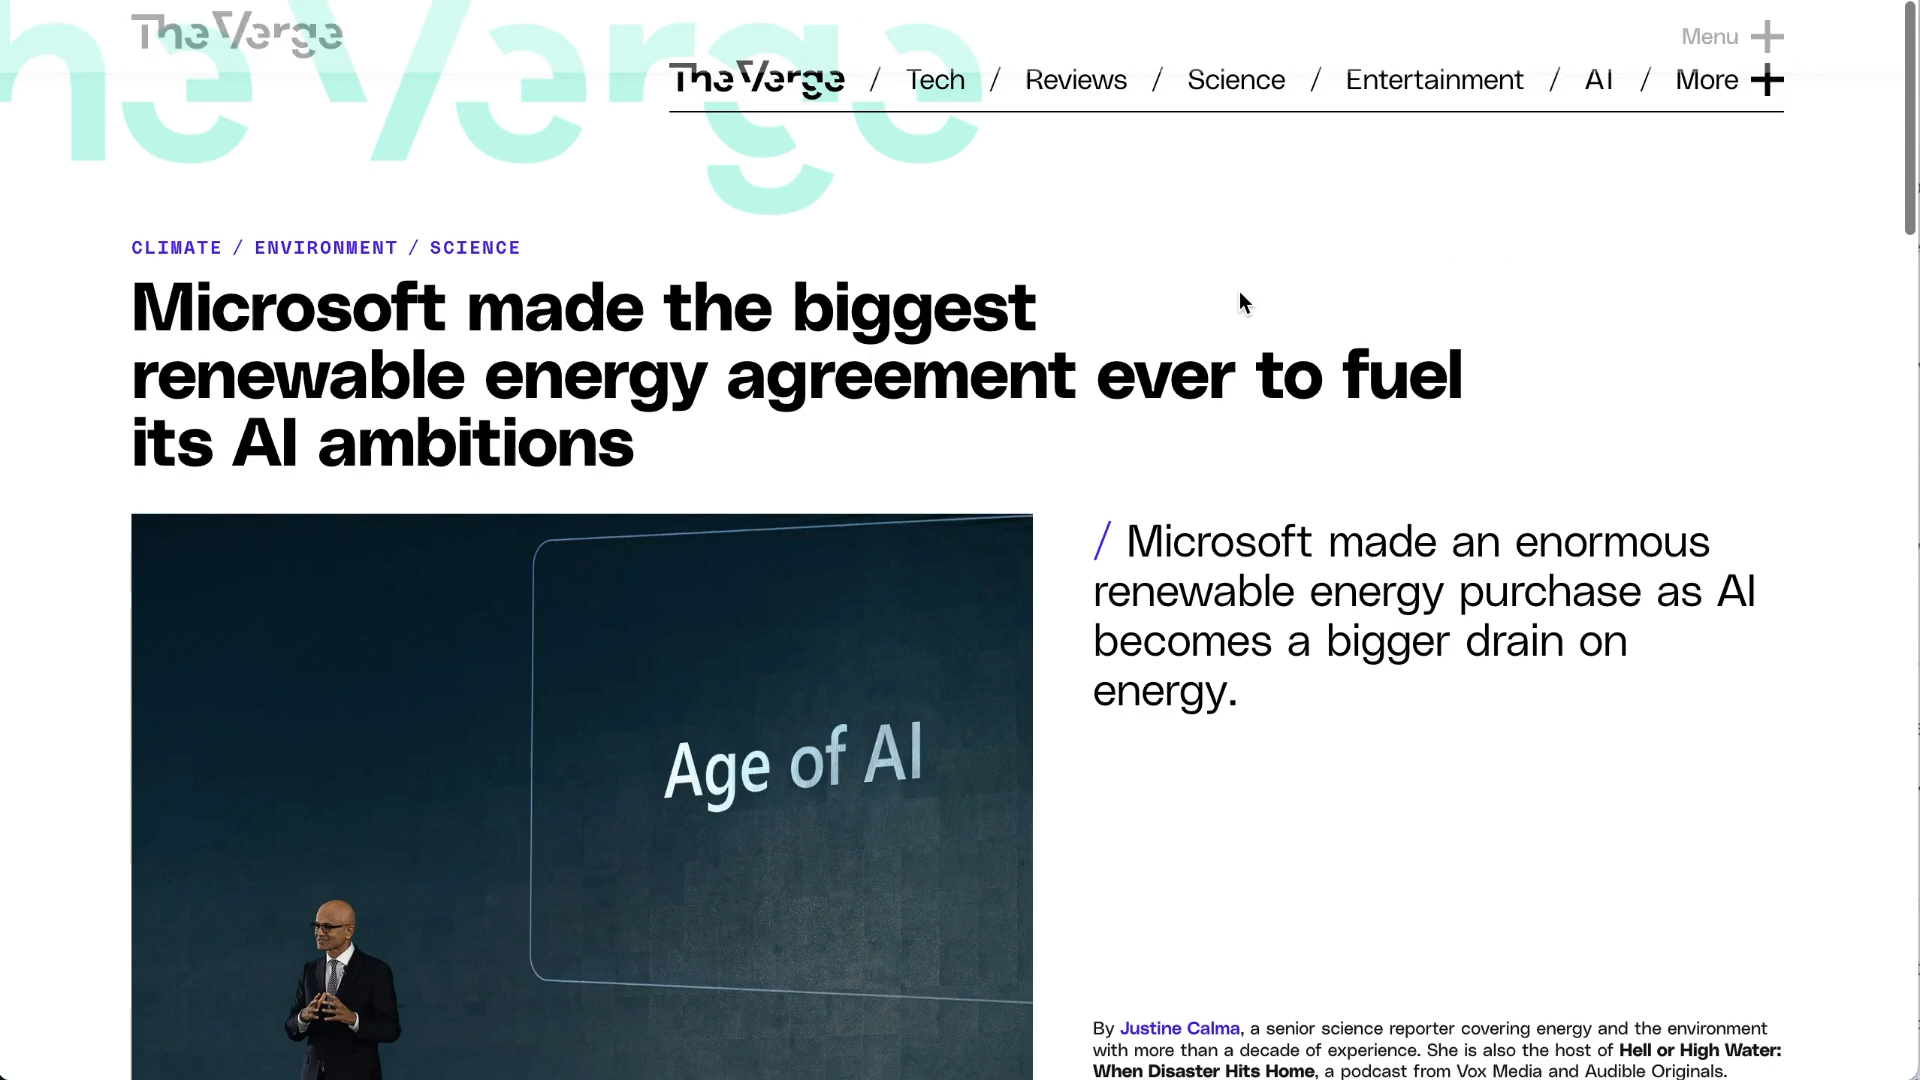 The Verge
Menu
The Verge / Tech / Reviews / Science / Entertainment / AI / More
The Verge
CLIMATE / ENVIRONMENT / SCIENCE
Microsoft made the biggest
renewable energy agreement ever to fuel
its AI ambitions
/ Microsoft made an enormous
renewable energy purchase as AI
becomes a bigger drain on
energy.
Age of AI
By Justine Calma, a senior science reporter covering energy and the environment
with more than a decade of experience. She is also the host of Hell or High Water:
When Disaster Hits Home, a podcast from Vox Media and Audible Originals.